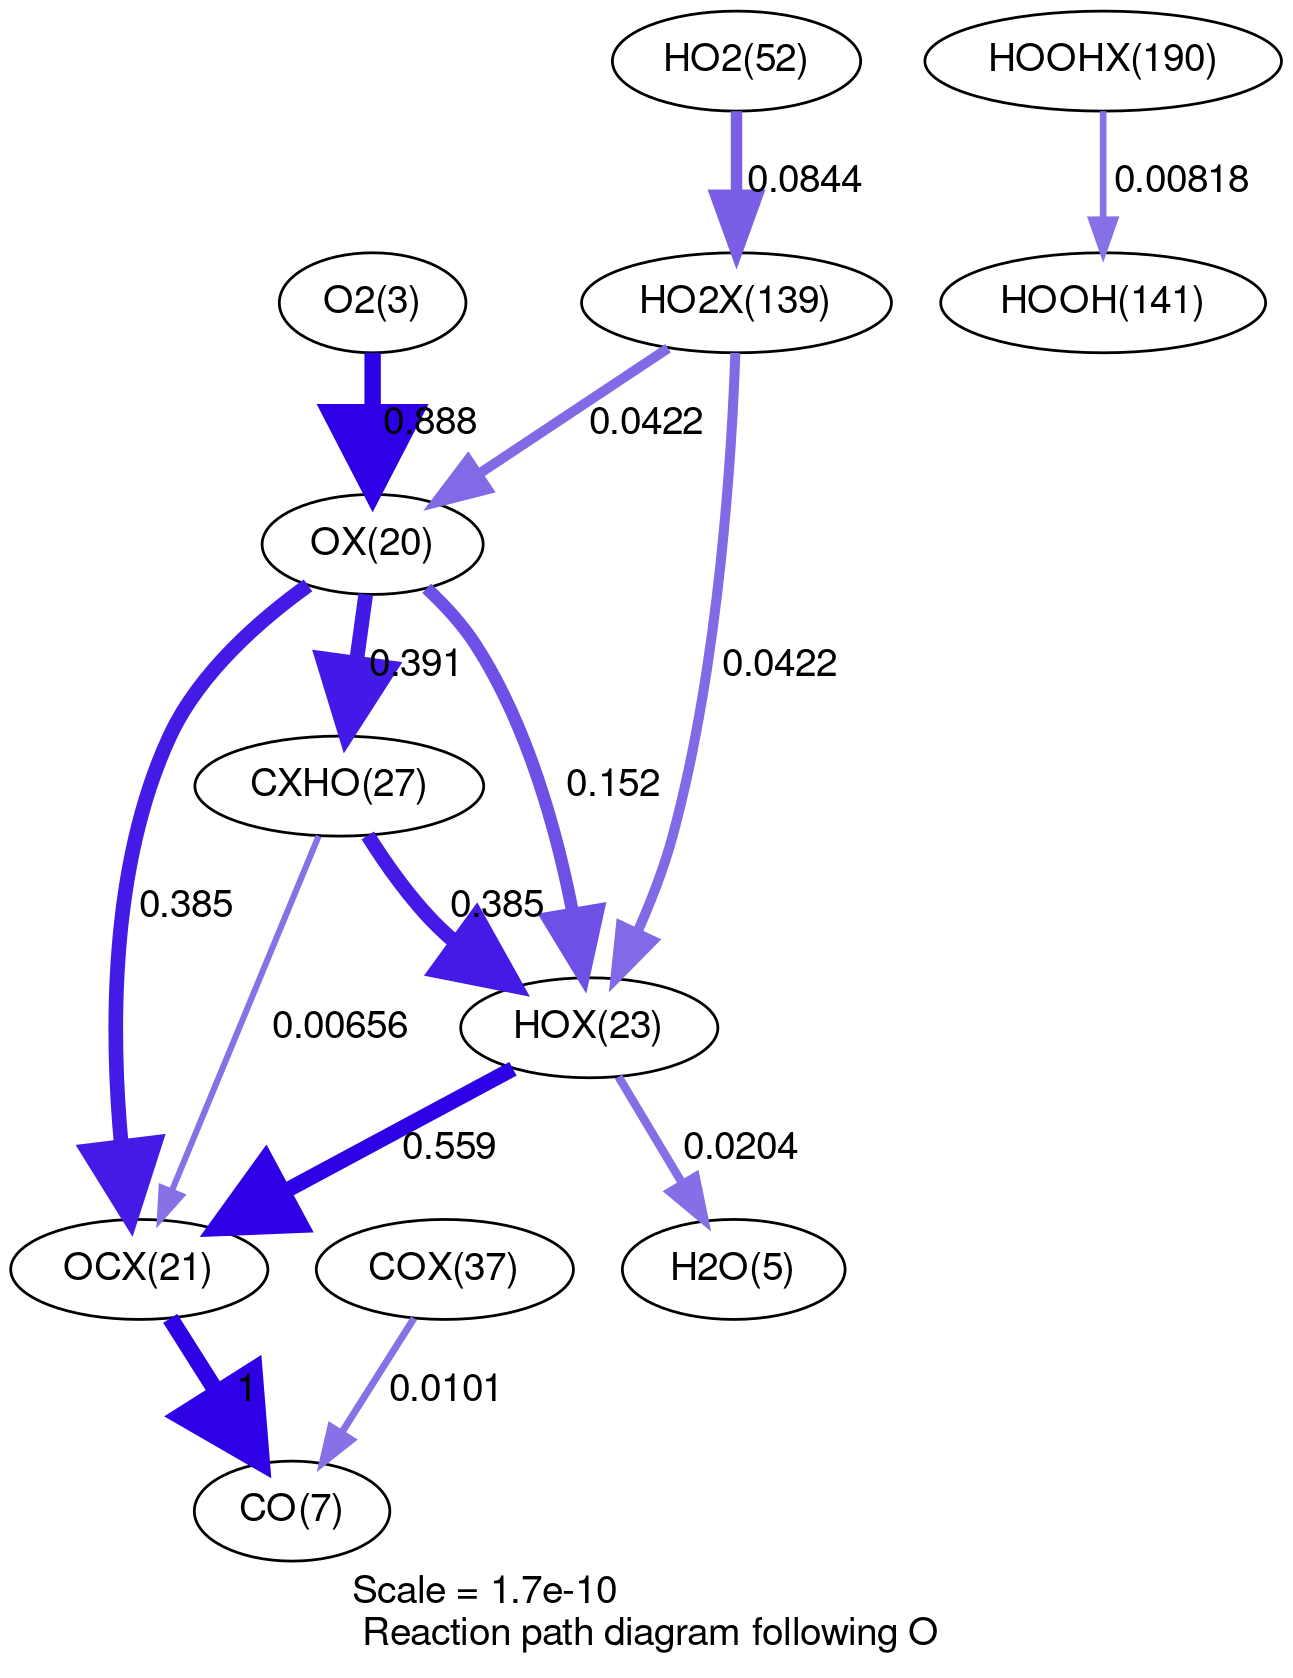 HO2(52)
HOOHX(190)
0.0844
0.00818
O2(3)
HO2X(139)
HOOH(141)
0.888
0.0422
OX(20)
0.391
0.0422
CXHO(27)
0.152
0.385
0.385
0.00656
HOX(23)
0.559
0.0204
OCX(21)
COX(37)
H2O(5)
1
0.0101
CO(7)
Scale = 1.7e-10
Reaction path diagram following O